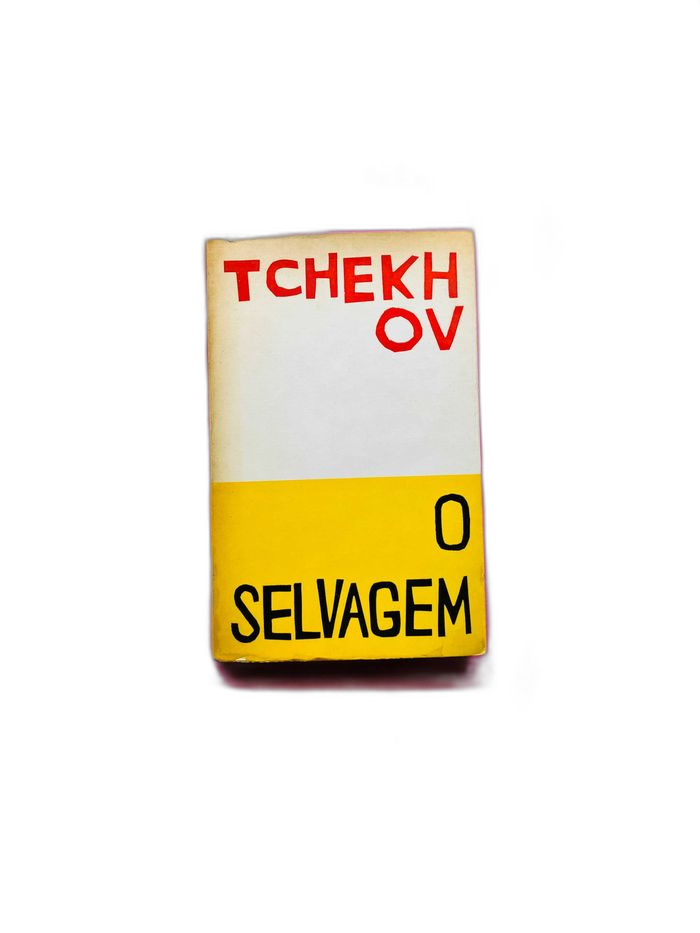 TCHEKH
OV
O
SELVAGEM